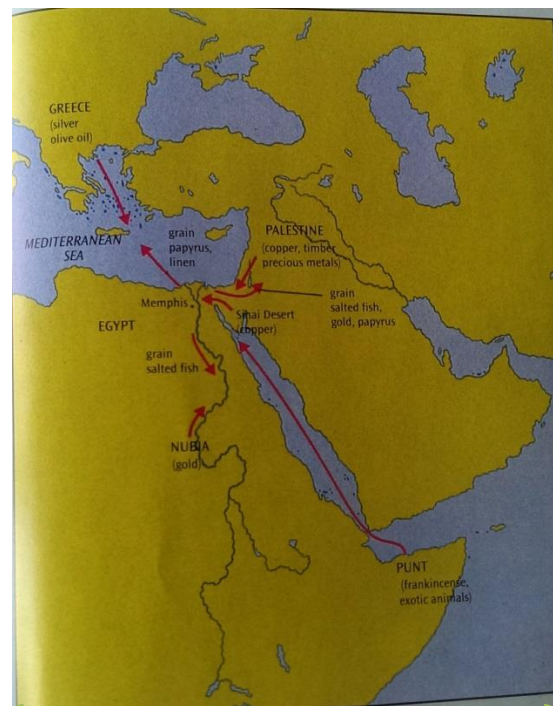 GREECE
(silver
olive oil)
MEDITERRANEAN
SEA
grain
papyrus,
linen
PALESTINE
(copper, timber
precious metals)
Memphis
Sinai Desert
(copper)
grain
salted fish,
gold, papyrus
EGYPT
grain
salted fish
NUBIA
(gold)
PUNT
(frankincense,
exotic animals)